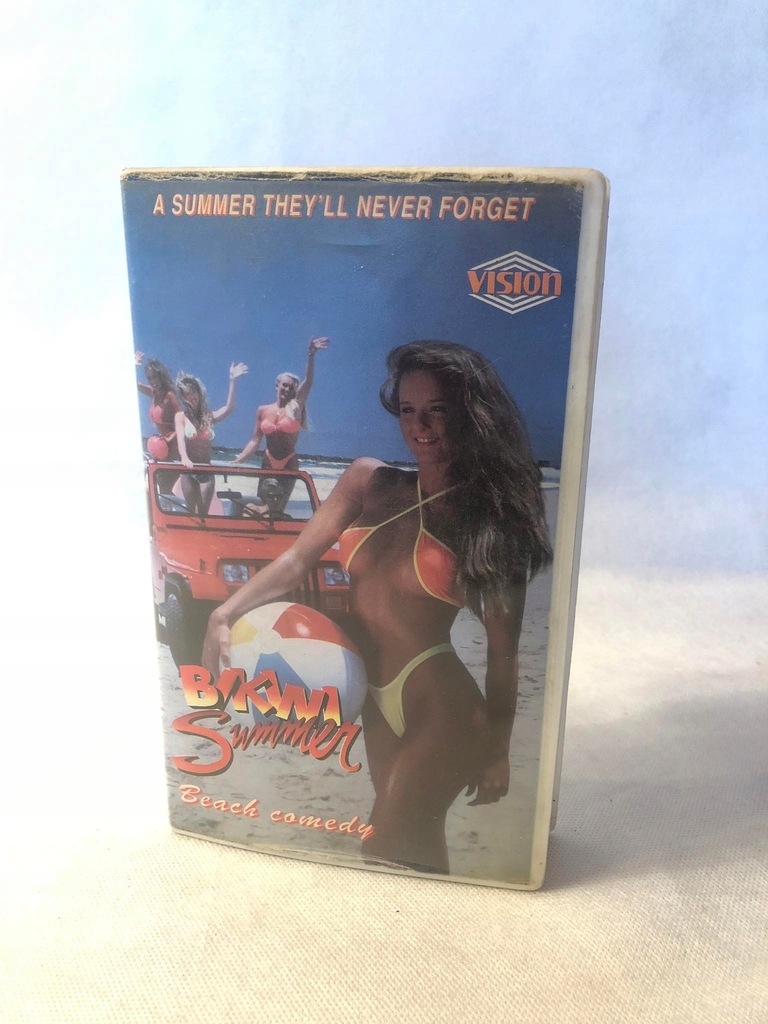 A SUMMER THEY'LL NEVER FORGET
VISION
BIKINI
Summer
Beach comedy